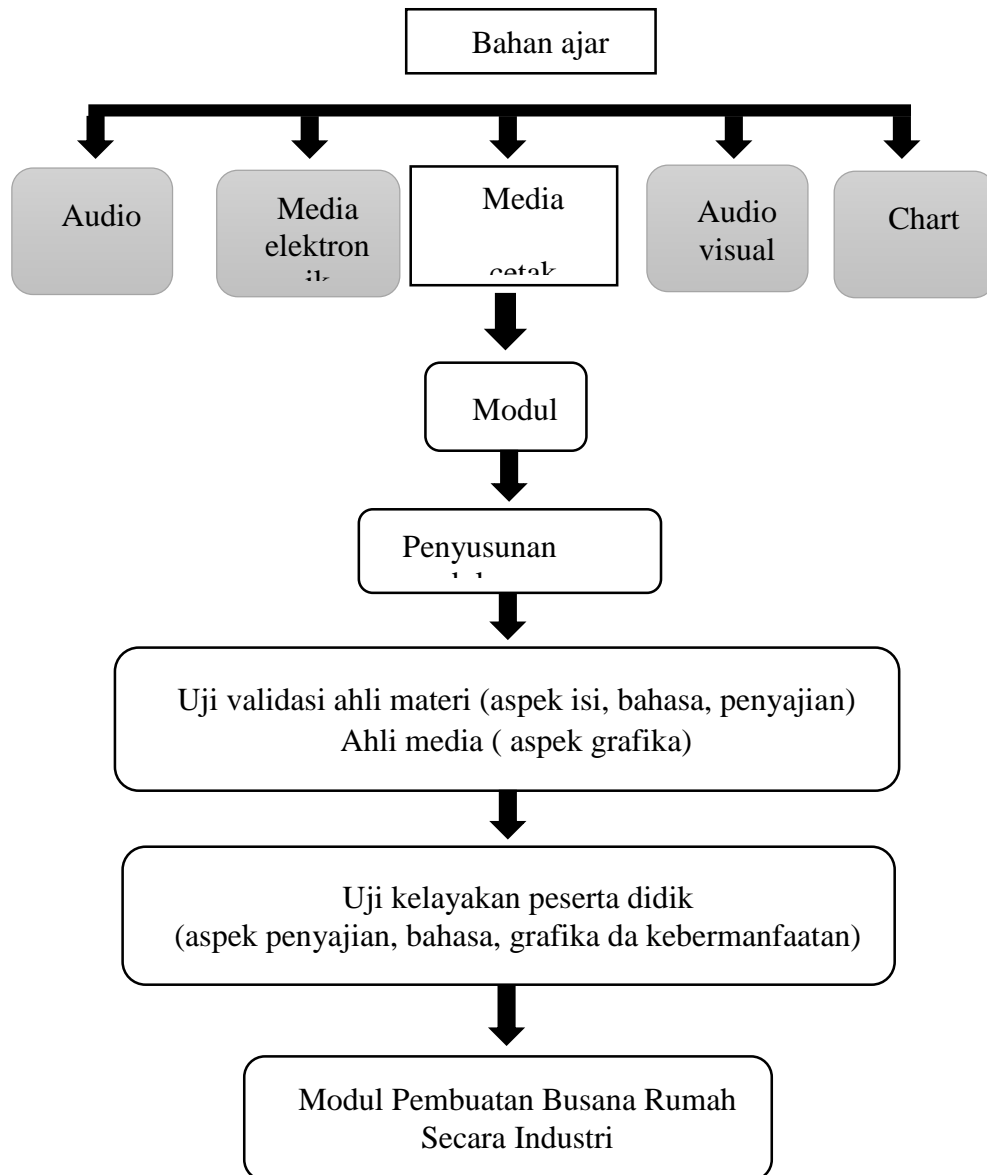 Bahan ajar
Audio
Media
elektron
ik
Media
cetak
Audio
visual
Chart
Modul
Penyusunan
Uji validasi ahli materi (aspek isi, bahasa, penyajian)
Ahli media ( aspek grafika)
Uji kelayakan peserta didik
(aspek penyajian, bahasa, grafika da kebermanfaatan)
Modul Pembuatan Busana Rumah
Secara Industri